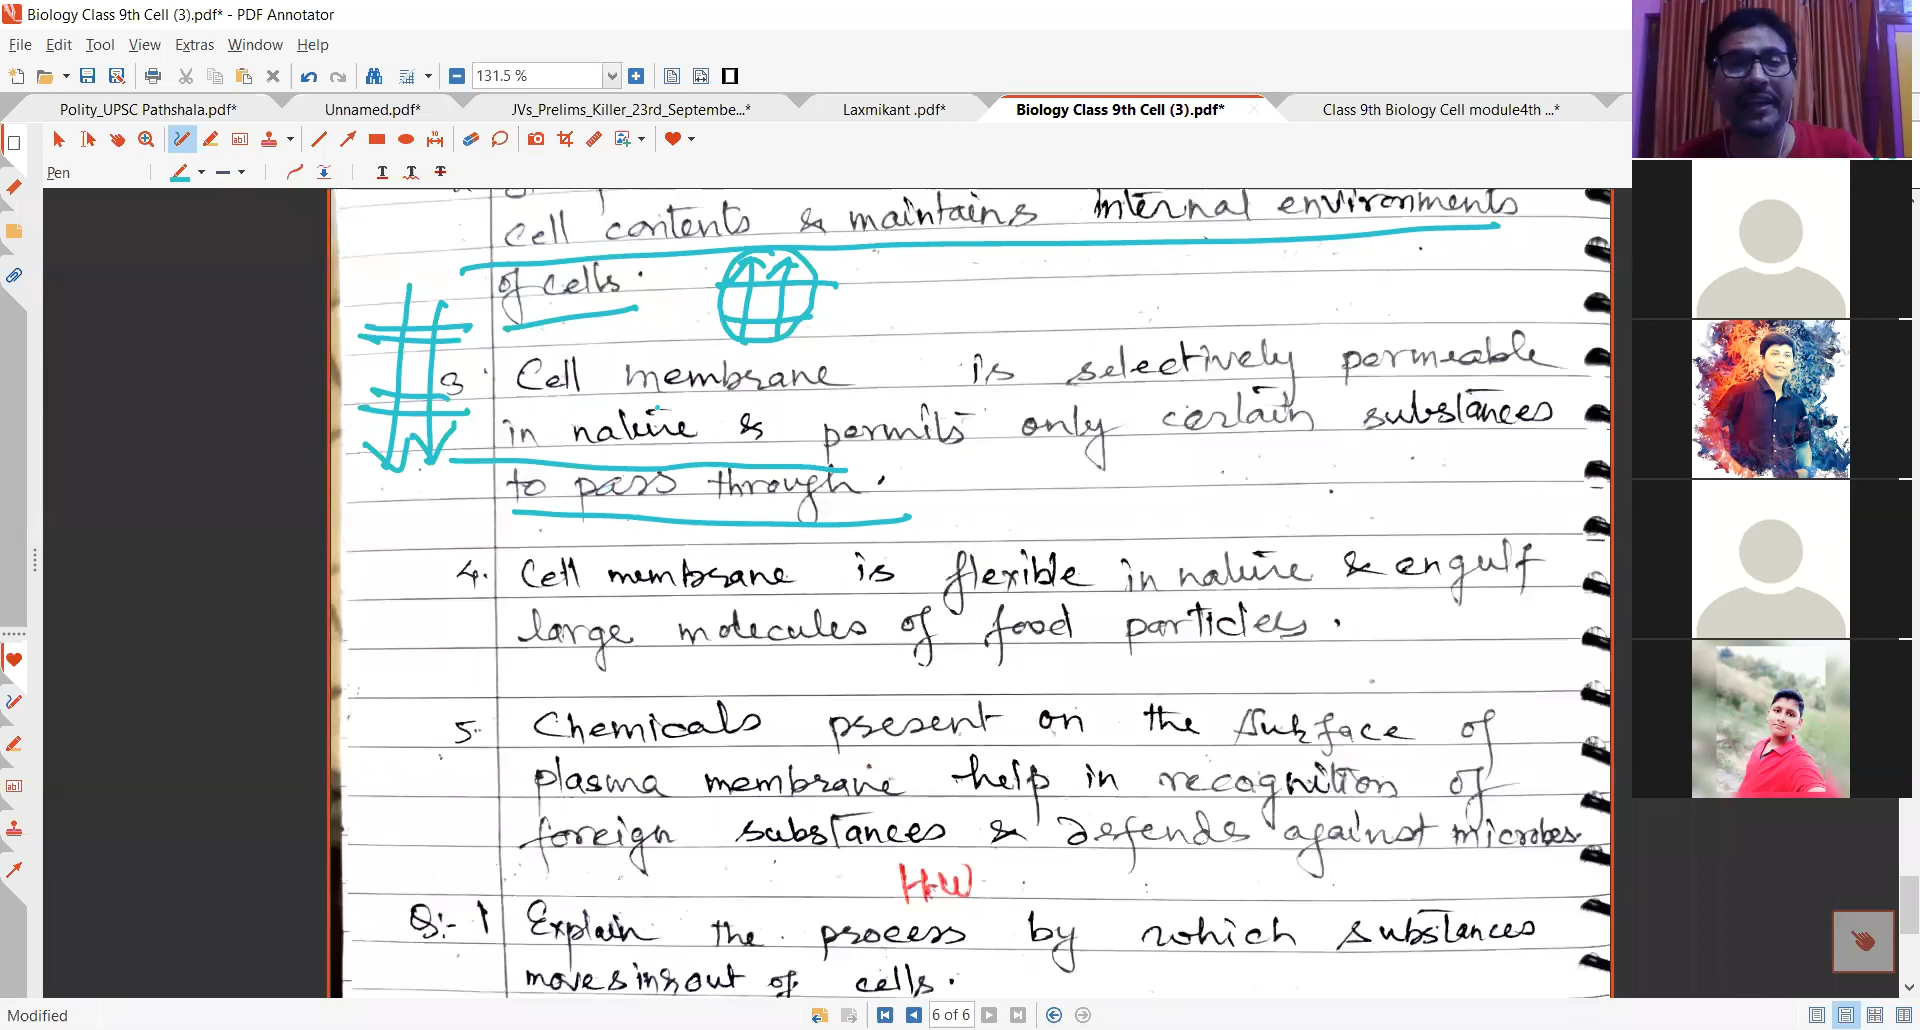 Biology Class 9th Cell (3).pdf* - PDF Annotator
File Edit Tool View Extras Window Help
131.5 %
Polity_UPSC Pathshala.pdf* Unnamed.pdf* JVs_Prelims_Killer_23rd_Septembe...* Laxmikant .pdf* Biology Class 9th Cell (3).pdf* Class 9th Biology Cell module4th ...*
Pen
Cell contents & maintains internal environments
of cells.
3. Cell membrane is selectively permeable
in nature & permits only certain substances
to pass through.
4. Cell membrane is flexible in nature & engulf
large molecules of food particles.
5. Chemicals present on the surface of
plasma membrane help in recognition of
foreign substances & defends against microbes.
H.W
Q:- 1 Explain the process by which substances
moves in & out of cells.
Modified 6 of 6